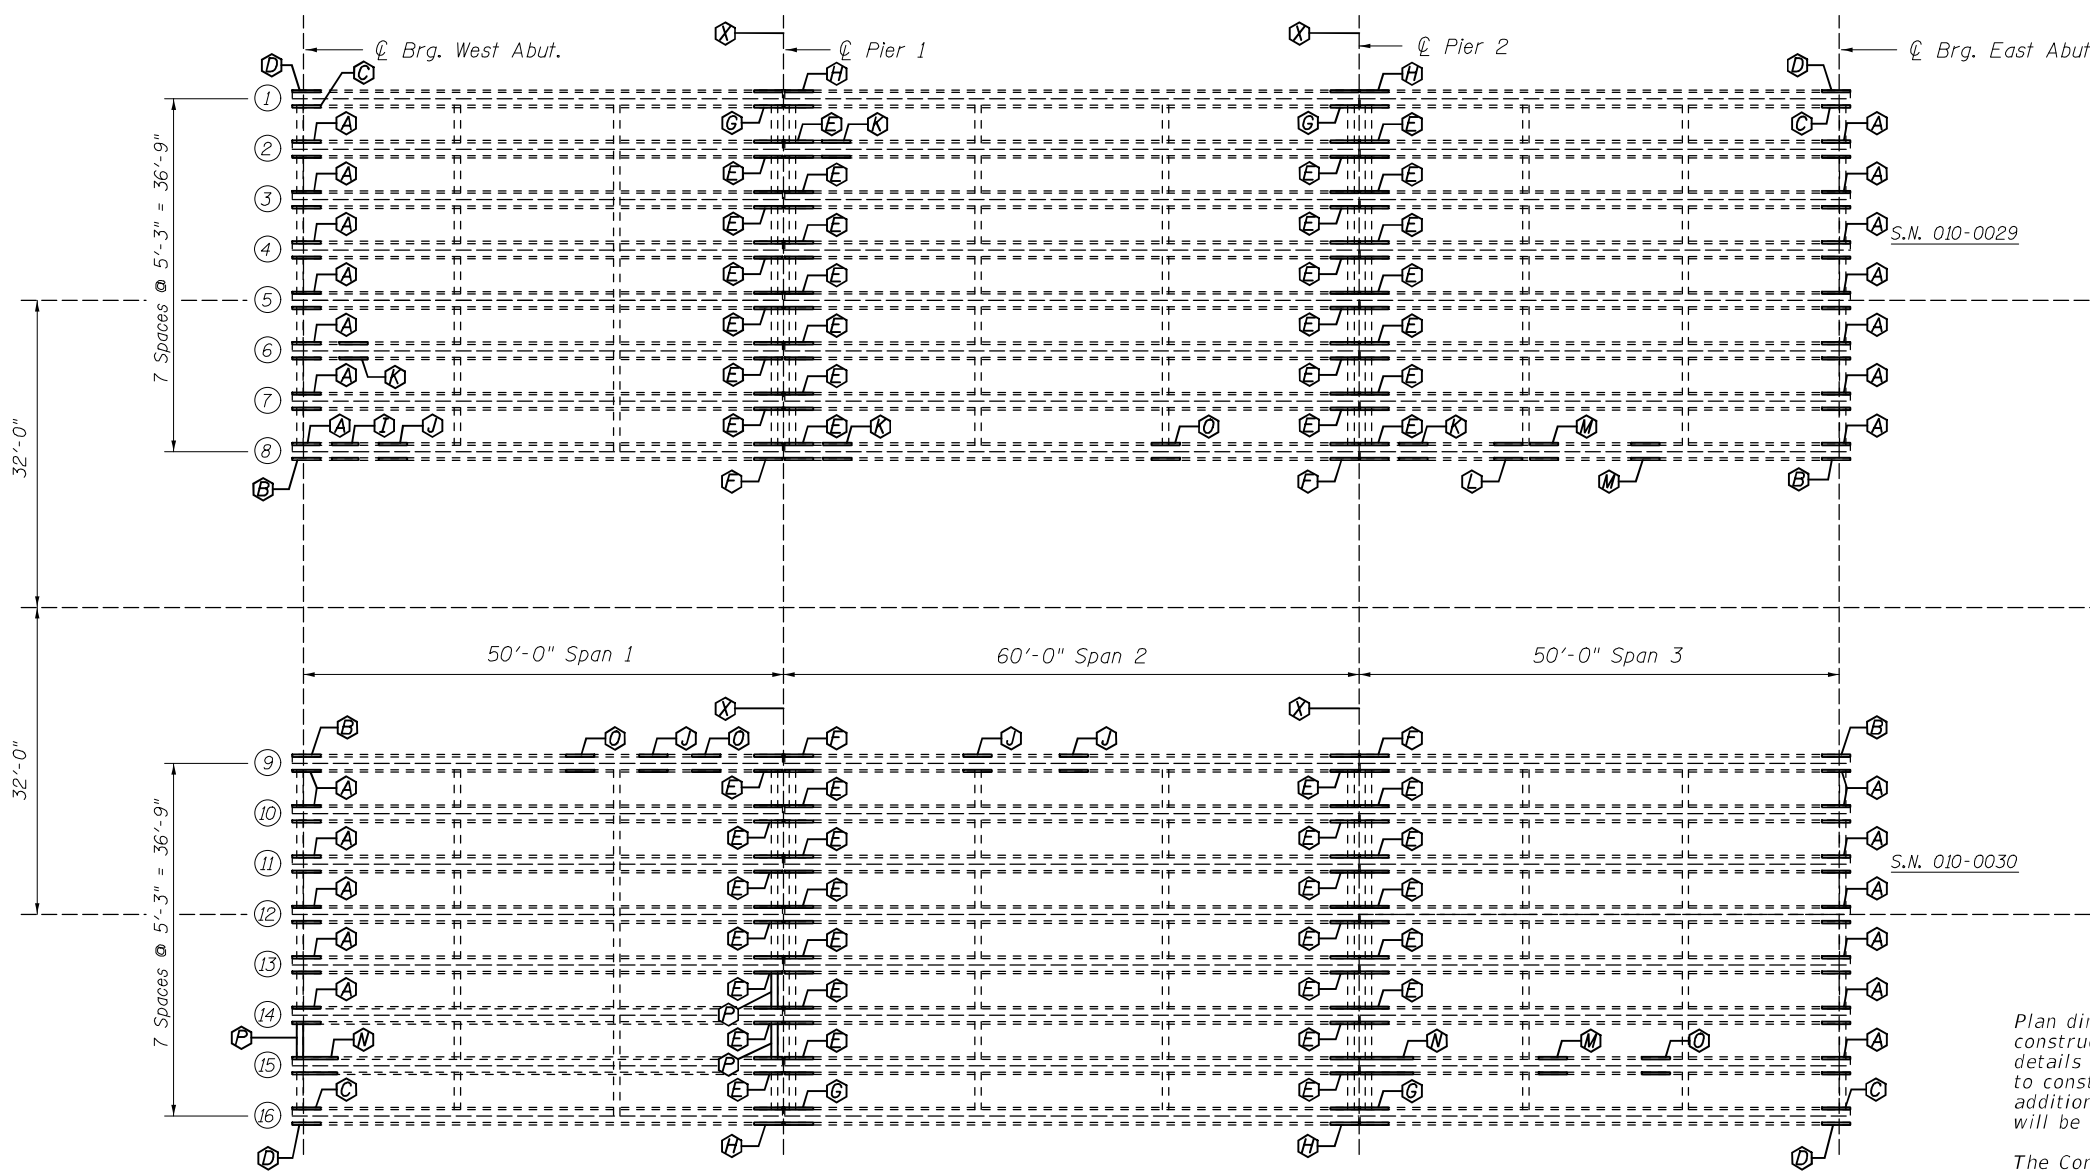 X
X
℄ Brg. West Abut.
℄ Pier 1
℄ Pier 2
℄ Brg. East Abut
D
C
H
H
D
1
G
G
C
A
E
K
E
A
2
A
E
E
E
E
A
3
A
E
E
E
E
A
S.N. 010-0029
4
A
E
E
E
E
A
5
A
E
E
E
E
A
6
K
A
E
E
E
E
A
7
A
I
J
E
E
K
O
E
E
K
M
A
8
B
F
F
L
M
B
7 Spaces @ 5'-3" = 36'-9"
32'-0"
50'-0" Span 1
60'-0" Span 2
50'-0" Span 3
X
X
B
O
J
O
F
J
J
F
B
9
A
E
E
E
E
A
10
A
E
E
E
E
A
S.N. 010-0030
11
A
E
E
E
E
A
12
A
E
E
E
E
A
13
A
E
E
E
E
A
14
P
P
N
E
E
E
N
M
O
A
15
P
C
E
G
E
G
C
16
D
H
H
D
32'-0"
7 Spaces @ 5'-3" = 36'-9"
Plan dir
construc
details
to const
addition
will be
The Con